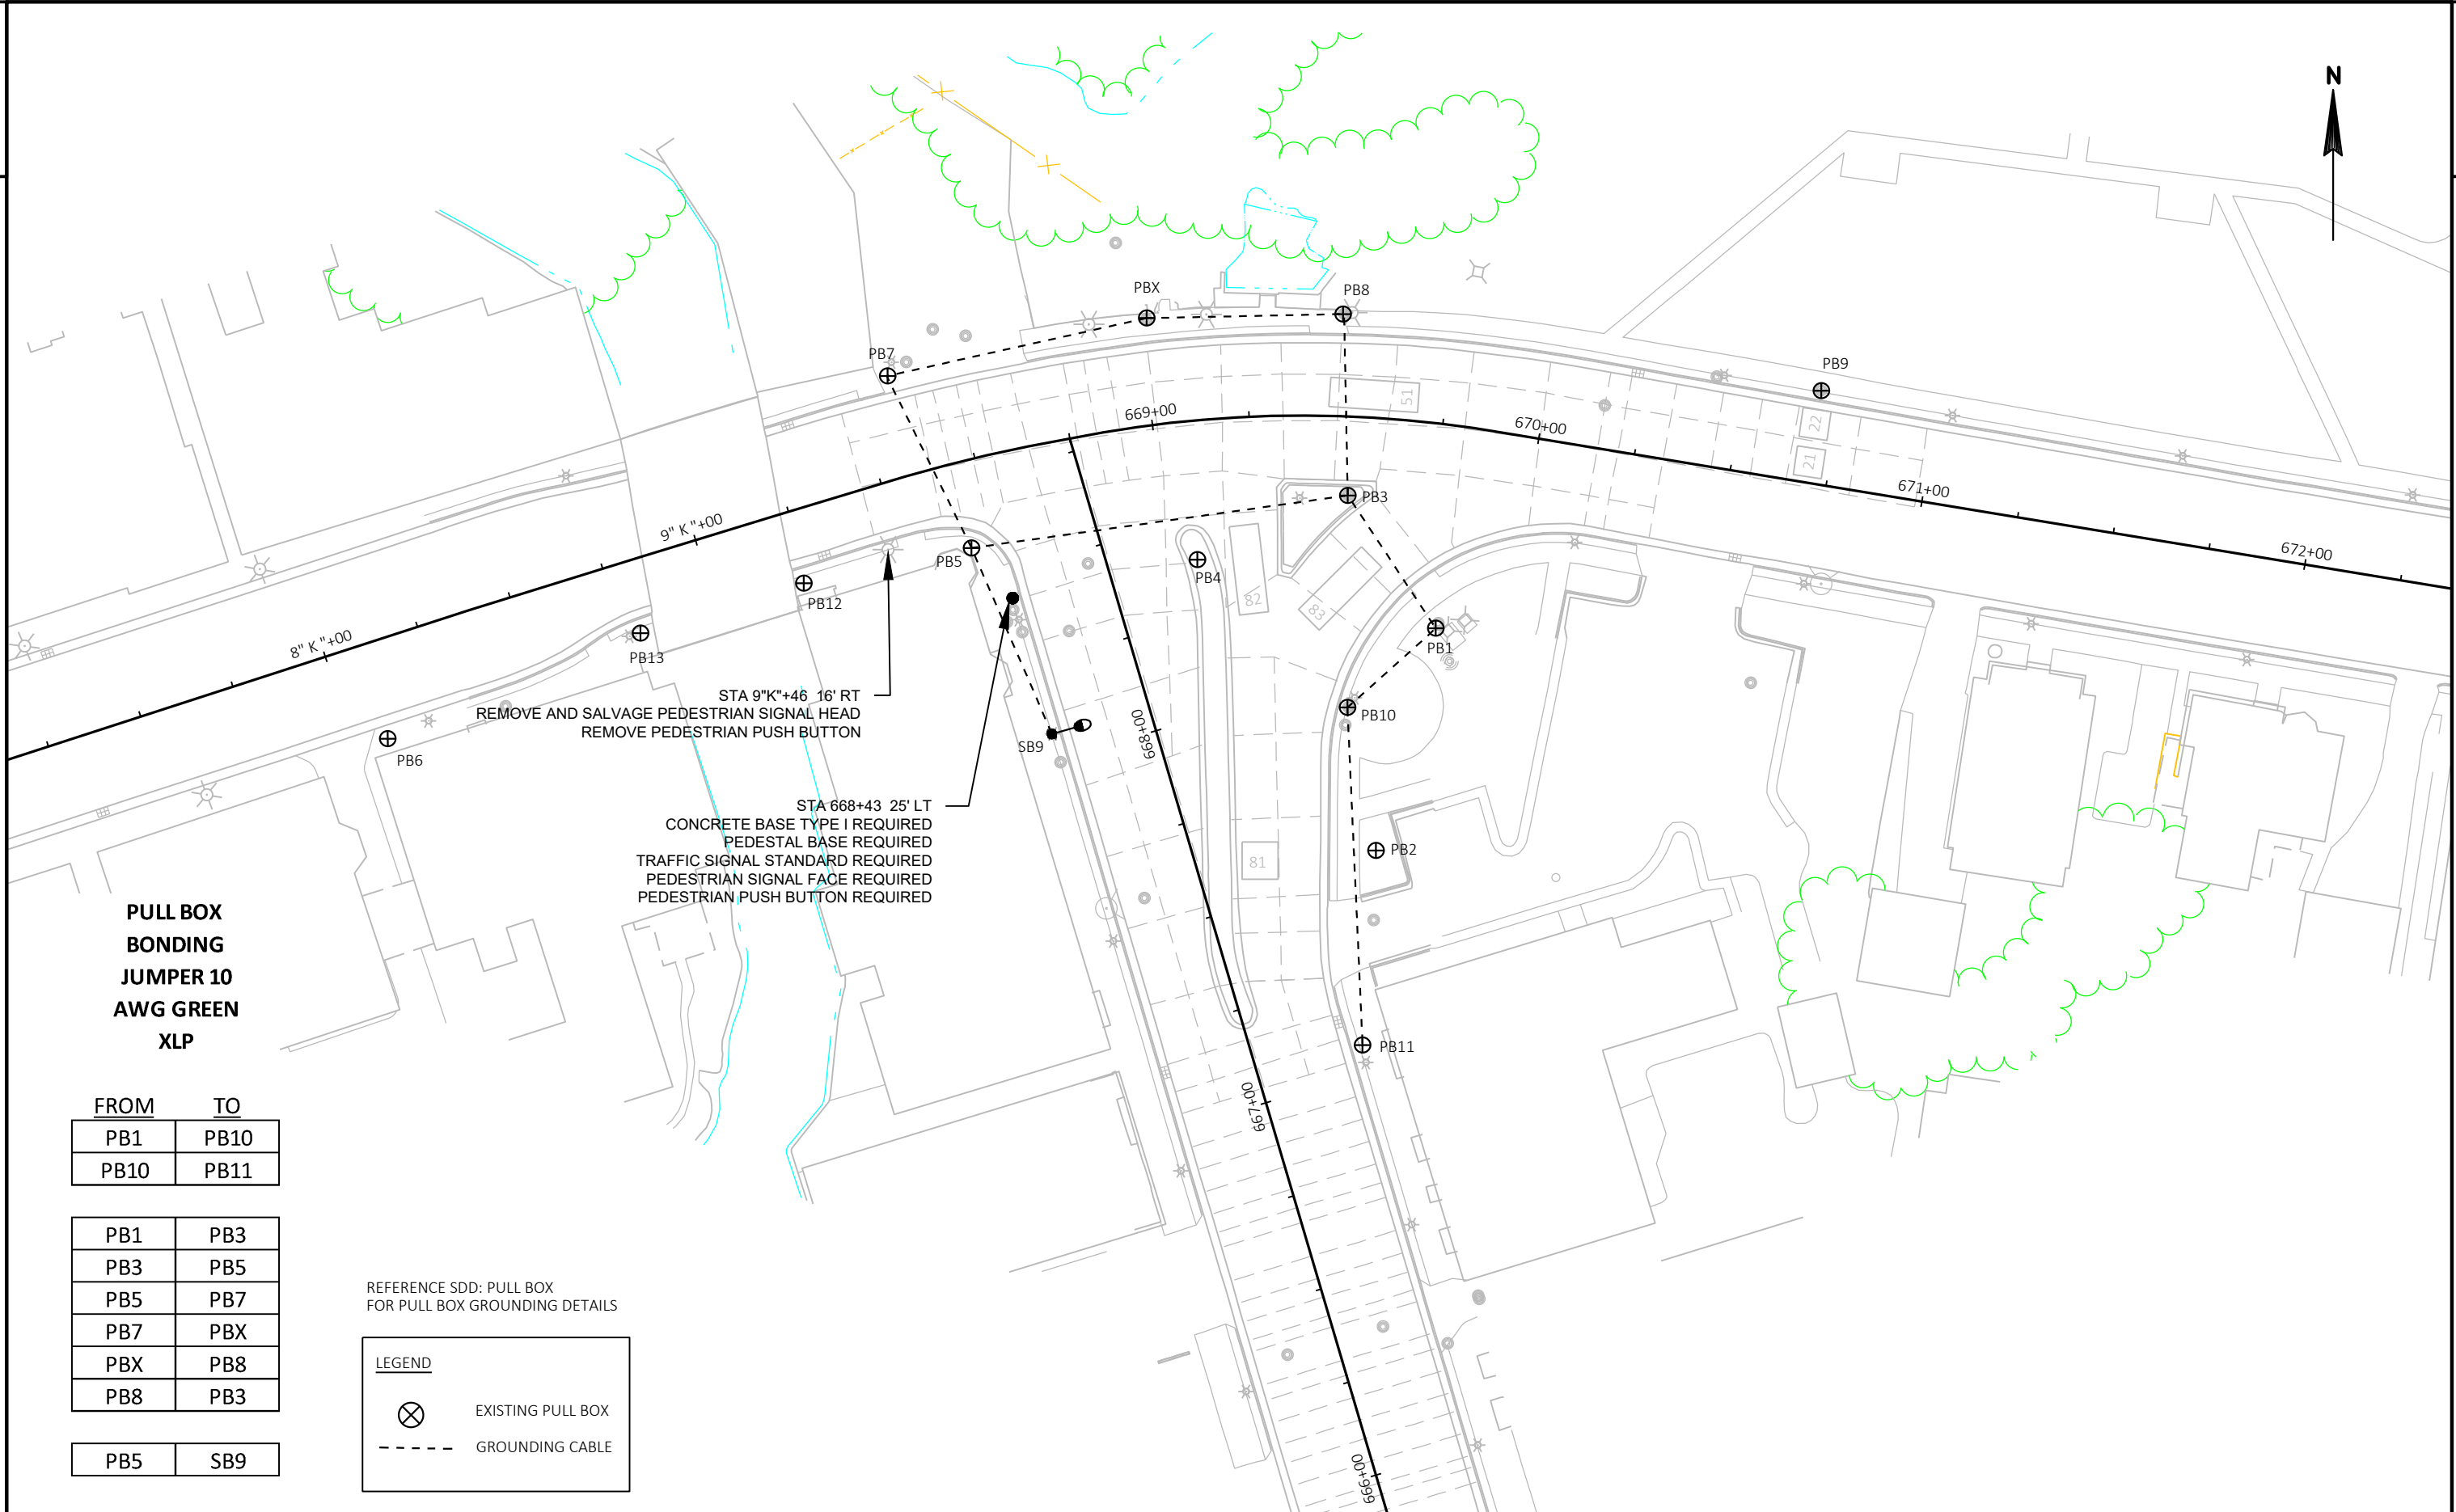 N
PBX
PB8
PB7
PB9
51
669+00
670+00
22
21
671+00
672+00
PB3
9" K "+00
PB5
PB4
82
83
PB12
8" K "+00
PB13
PB1
STA 9"K"+46  16' RT
REMOVE AND SALVAGE PEDESTRIAN SIGNAL HEAD
REMOVE PEDESTRIAN PUSH BUTTON
PB10
668+00
SB9
PB6
STA 668+43  25' LT
CONCRETE BASE TYPE I REQUIRED
PEDESTAL BASE REQUIRED
TRAFFIC SIGNAL STANDARD REQUIRED
PEDESTRIAN SIGNAL FACE REQUIRED
PEDESTRIAN PUSH BUTTON REQUIRED
81
PB2
PB11
667+00
666+00
PULL BOX
BONDING
JUMPER 10
AWG GREEN
XLP
FROM TO
PB1 PB10
PB10 PB11
PB1 PB3
PB3 PB5
PB5 PB7
PB7 PBX
PBX PB8
PB8 PB3
PB5 SB9
REFERENCE SDD: PULL BOX
FOR PULL BOX GROUNDING DETAILS
LEGEND
EXISTING PULL BOX
GROUNDING CABLE